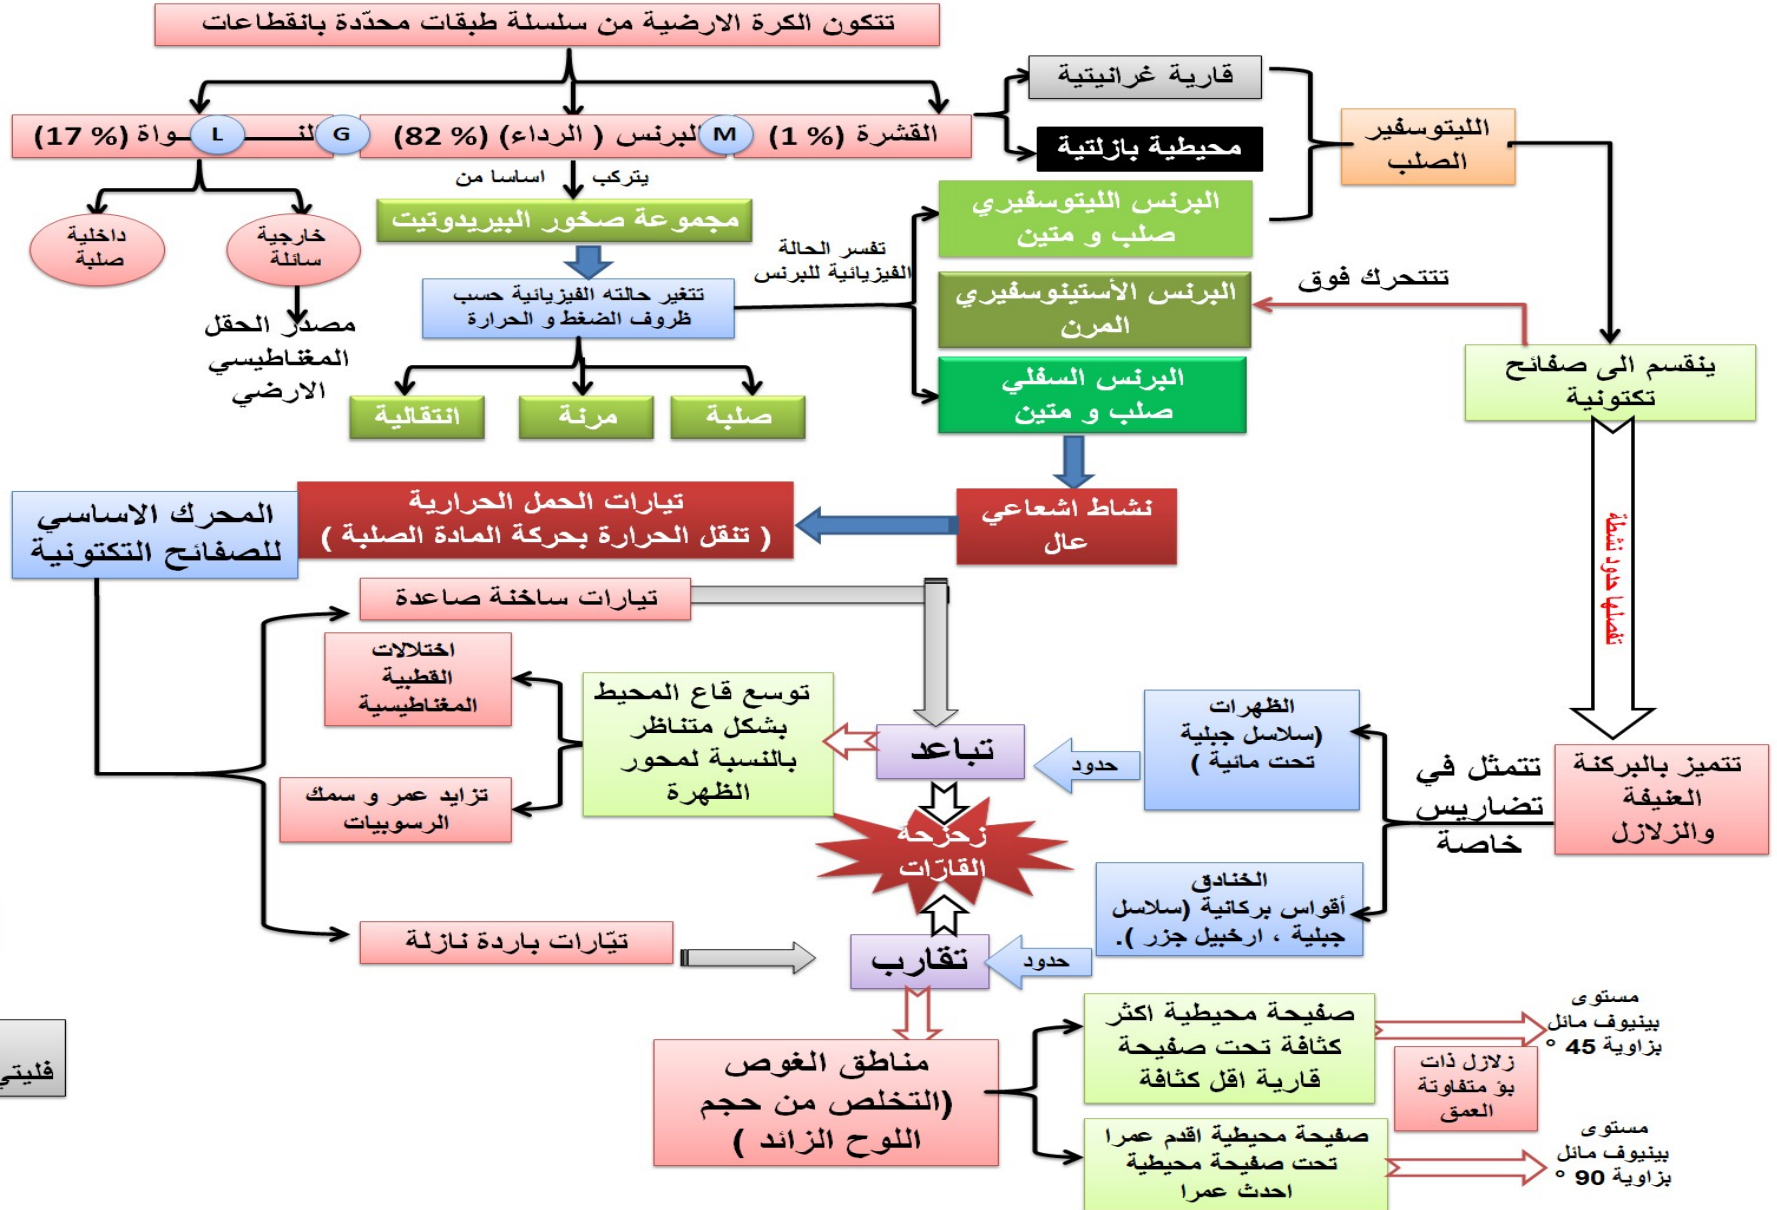 تتكون الكرة الارضية من سلسلة طبقات محدّدة بانقطاعات
قارية غرانيتية
محيطية بازلتية
الليتوسفير
الصلب
القشرة (1 %)
M
البرنس ( الرداء) (82 %)
G
النـــواة (17 %)
L
يتركب اساسا من
مجموعة صخور البيريدوتيت
خارجية
سائلة
داخلية
صلبة
مصدر الحقل
المغناطيسي
الارضي
البرنس الليتوسفيري
صلب و متين
تفسر الحالة
الفيزيائية للبرنس
تتغير حالته الفيزيائية حسب
ظروف الضغط و الحرارة
البرنس الأستينوسفيري
المرن
تتتحرك فوق
البرنس السفلي
صلب و متين
ينقسم الى صفائح
تكتونية
صلبة
مرنة
انتقالية
نشاط اشعاعي
عال
تيارات الحمل الحرارية
( تنقل الحرارة بحركة المادة الصلبة )
المحرك الاساسي
للصفائح التكتونية
تفصلها حدود نشطة
تيارات ساخنة صاعدة
اختلالات
القطبية
المغناطيسية
توسع قاع المحيط
بشكل متناظر
بالنسبة لمحور
الظهرة
تزايد عمر و سمك
الرسوبيات
تباعد
حدود
الظهرات
(سلاسل جبلية
تحت مائية )
تتمثل في
تضاريس
خاصة
تتميز بالبركنة
العنيفة
والزلازل
زحزحة
القارّات
الخنادق
أقواس بركانية (سلاسل
جبلية ، ارخبيل جزر ).
حدود
تقارب
تيّارات باردة نازلة
مناطق الغوص
(التخلص من حجم
اللوح الزائد )
صفيحة محيطية اكثر
كثافة تحت صفيحة
قارية اقل كثافة
مستوى
بينيوف مائل
بزاوية 45 °
زلازل ذات
بؤ متفاوتة
العمق
صفيحة محيطية اقدم عمرا
تحت صفيحة محيطية
احدث عمرا
مستوى
بينيوف مائل
بزاوية 90 °